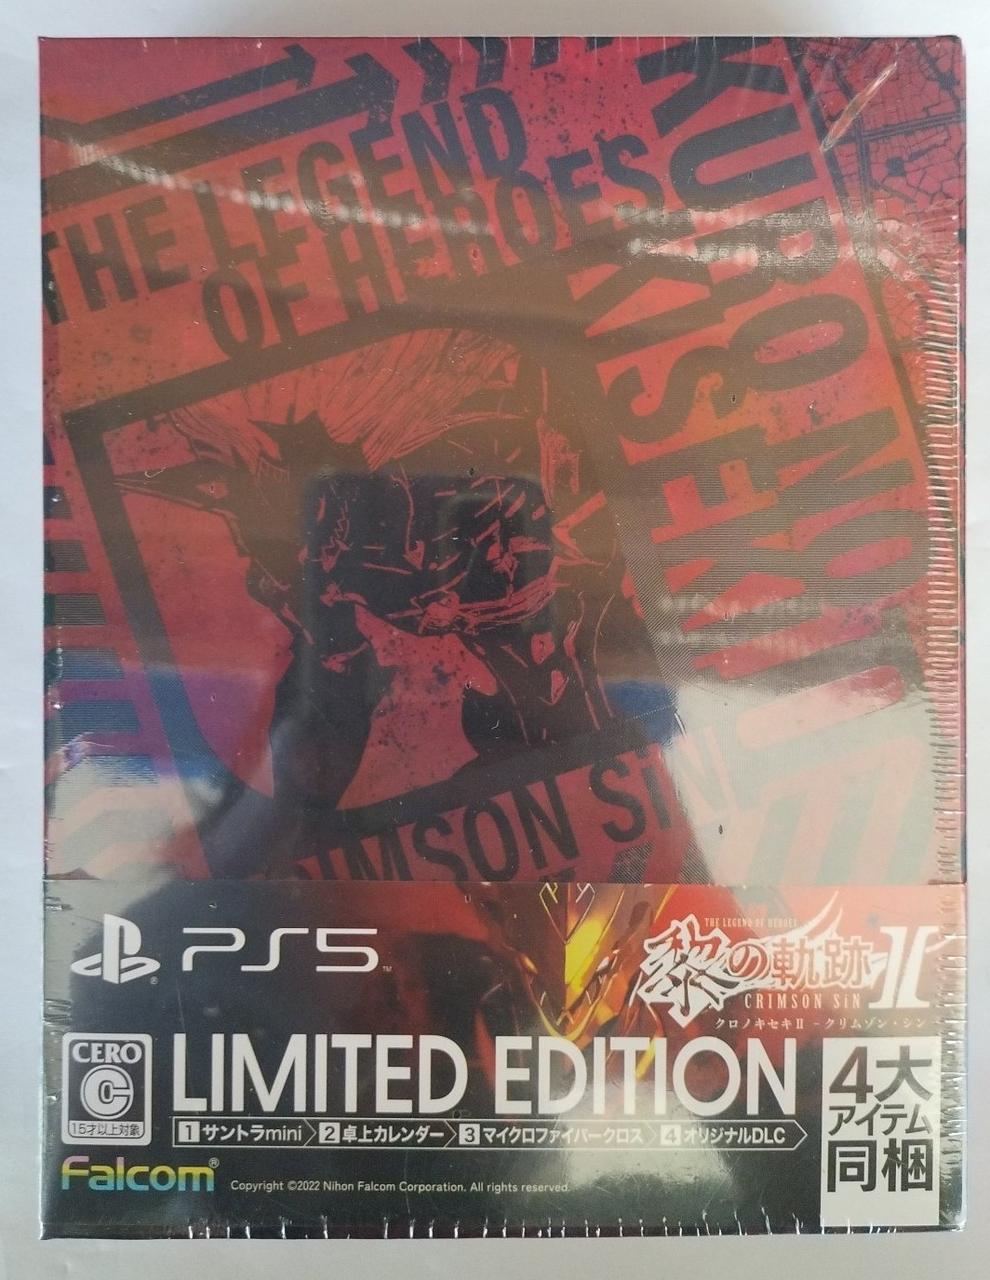 THE LEGEND
OF HEROES
KURO NO
KISEKI
CRIMSON SiN
PS5
THE LEGEND OF HEROES
黎の軌跡II
CRIMSON SiN
クロノキセキⅡ -クリムゾン・シン-
CERO
C
15才以上対象
LIMITED EDITION
1 サントラmini 2 卓上カレンダー 3 マイクロファイバークロス 4 オリジナルDLC
4大
アイテム
同梱
Falcom®
Copyright ©2022 Nihon Falcom Corporation. All rights reserved.